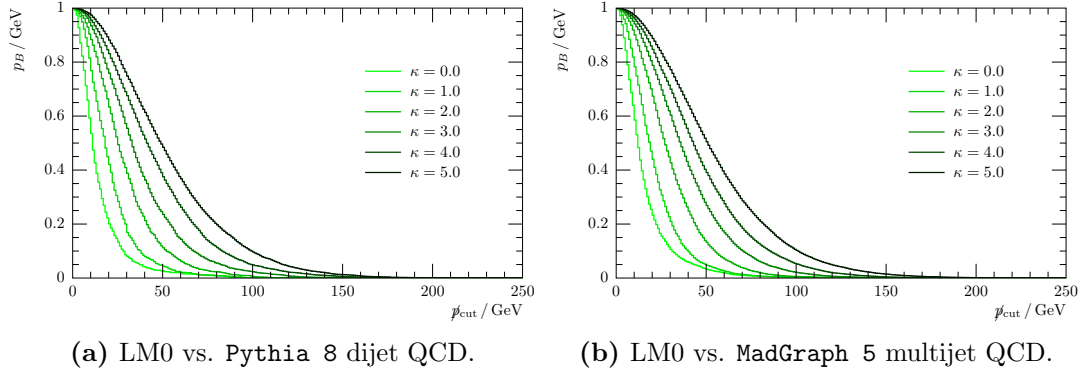 p_B / GeV
1
0.8
0.6
0.4
0.2
0
κ = 0.0
κ = 1.0
κ = 2.0
κ = 3.0
κ = 4.0
κ = 5.0
0 50 100 150 200 250
p̸_cut / GeV
(a) LM0 vs. Pythia 8 dijet QCD.
p_B / GeV
1
0.8
0.6
0.4
0.2
0
κ = 0.0
κ = 1.0
κ = 2.0
κ = 3.0
κ = 4.0
κ = 5.0
0 50 100 150 200 250
p̸_cut / GeV
(b) LM0 vs. MadGraph 5 multijet QCD.